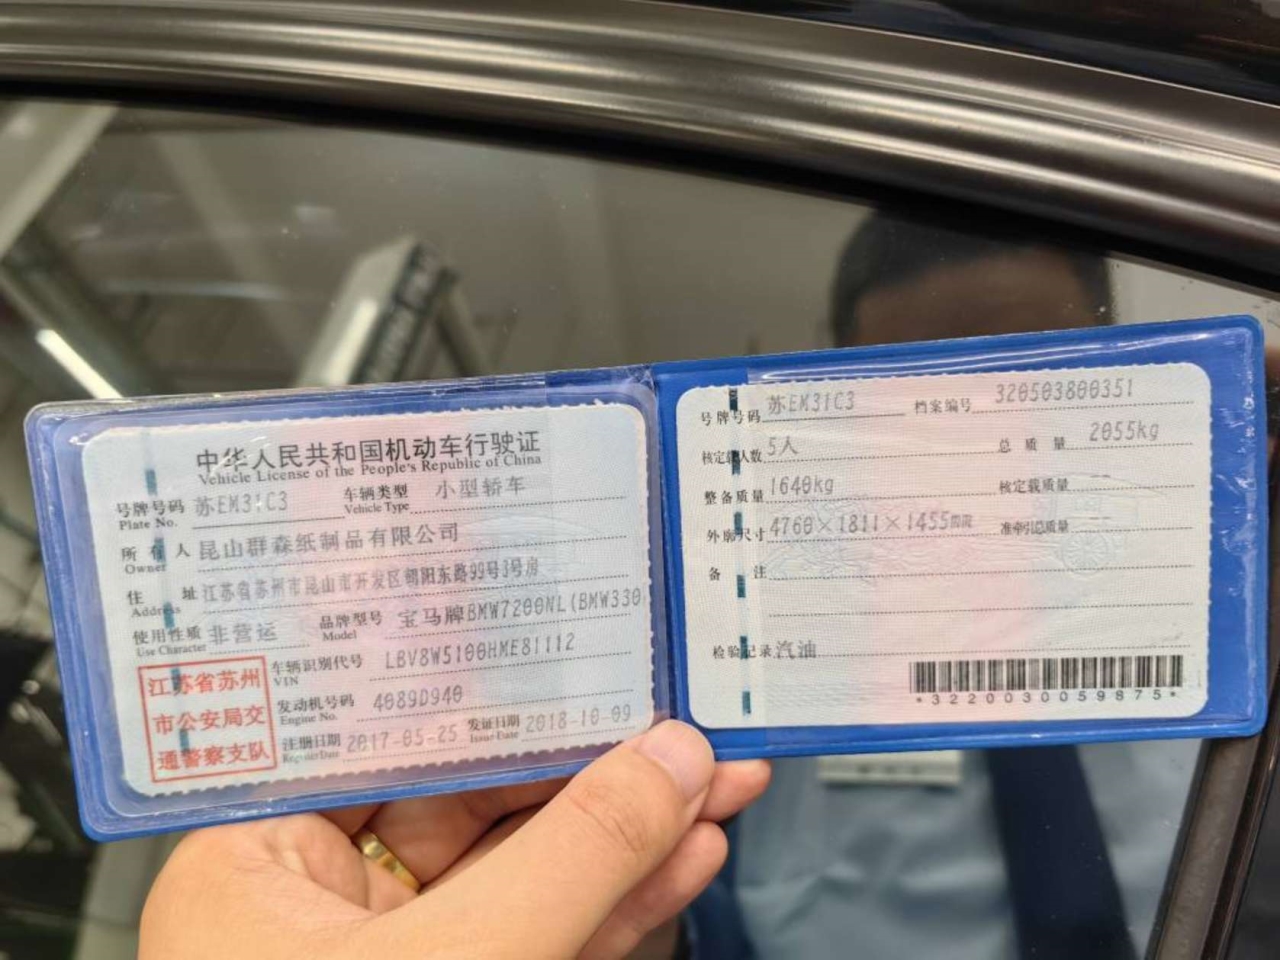 中华人民共和国机动车行驶证
Vehicle License of the People's Republic of China
号牌号码 苏EM31C3 车辆类型 小型轿车
Plate No. Vehicle Type
所有人 昆山群森纸制品有限公司
Owner
住址 江苏省苏州市昆山市开发区朝阳东路99号3号房
Address
使用性质 非营运 品牌型号 宝马牌BMW7200NL(BMW330
Use Character Model
车辆识别代号 LBV8W5100HME81112
VIN
发动机号码 4089D940
Engine No.
注册日期 2017-05-25 发证日期 2018-10-09
Register Date Issue Date
江苏省苏州
市公安局交
通警察支队
号牌号码 苏EM31C3 档案编号 320503800351
核定载人数 5人 总质量 2055kg
整备质量 1640kg 核定载质量 --
外廓尺寸 4760×1811×1455mm 准牵引总质量 --
备注
检验记录 汽油
*3220030059875*